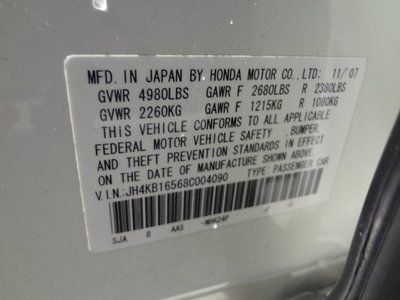 MFD. IN JAPAN BY HONDA MOTOR CO.,LTD: 11/'07
GVWR 4980LBS GAWR F 2680LBS R 2380LBS
GVWR 2260KG GAWR F 1215KG R 1080KG
THIS VEHICLE CONFORMS TO ALL APPLICABLE
FEDERAL MOTOR VEHICLE SAFETY ,BUMPER,
AND THEFT PREVENTION STANDARDS IN EFFECT
ON THE DATE OF MANUFACTURE SHOWN ABOVE.
V.I.N:JH4KB16568C004090 TYPE: PASSENGER CAR
SJA 8 AA5 -NH624P